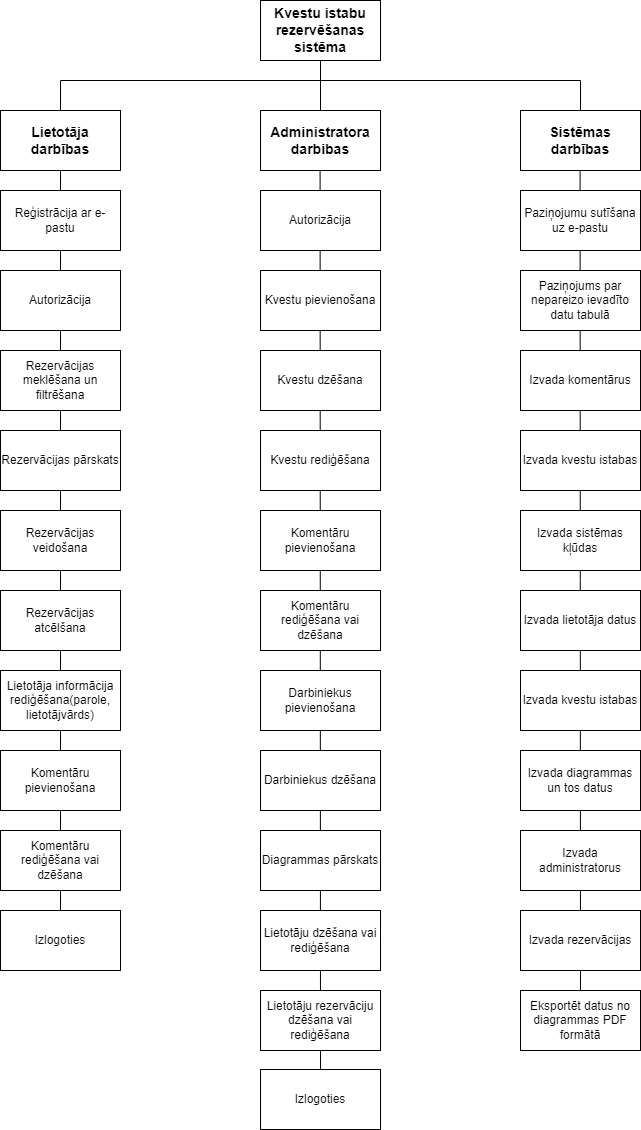 Kvestu istabu
rezervēšanas
sistēma
Lietotāja
darbības
Reģistrācija ar e-
pastu
Autorizācija
Rezervācijas
meklēšana un
filtrēšana
Rezervācijas pārskats
Rezervācijas
veidošana
Rezervācijas
atcēlšana
Lietotāja informācija
rediģēšana(parole,
lietotājvārds)
Komentāru
pievienošana
Komentāru
rediģēšana vai
dzēšana
Izlogoties
Administratora
darbibas
Autorizācija
Kvestu pievienošana
Kvestu dzēšana
Kvestu rediģēšana
Komentāru
pievienošana
Komentāru
rediģēšana vai
dzēšana
Darbiniekus
pievienošana
Darbiniekus dzēšana
Diagrammas pārskats
Lietotāju dzēšana vai
rediģēšana
Lietotāju rezervāciju
dzēšana vai
rediģēšana
Izlogoties
Sistēmas
darbības
Paziņojumu sutīšana
uz e-pastu
Paziņojums par
nepareizo ievadīto
datu tabulā
Izvada komentārus
Izvada kvestu istabas
Izvada sistēmas
kļūdas
Izvada lietotāja datus
Izvada kvestu istabas
Izvada diagrammas
un tos datus
Izvada
administratorus
Izvada rezervācijas
Eksportēt datus no
diagrammas PDF
formātā